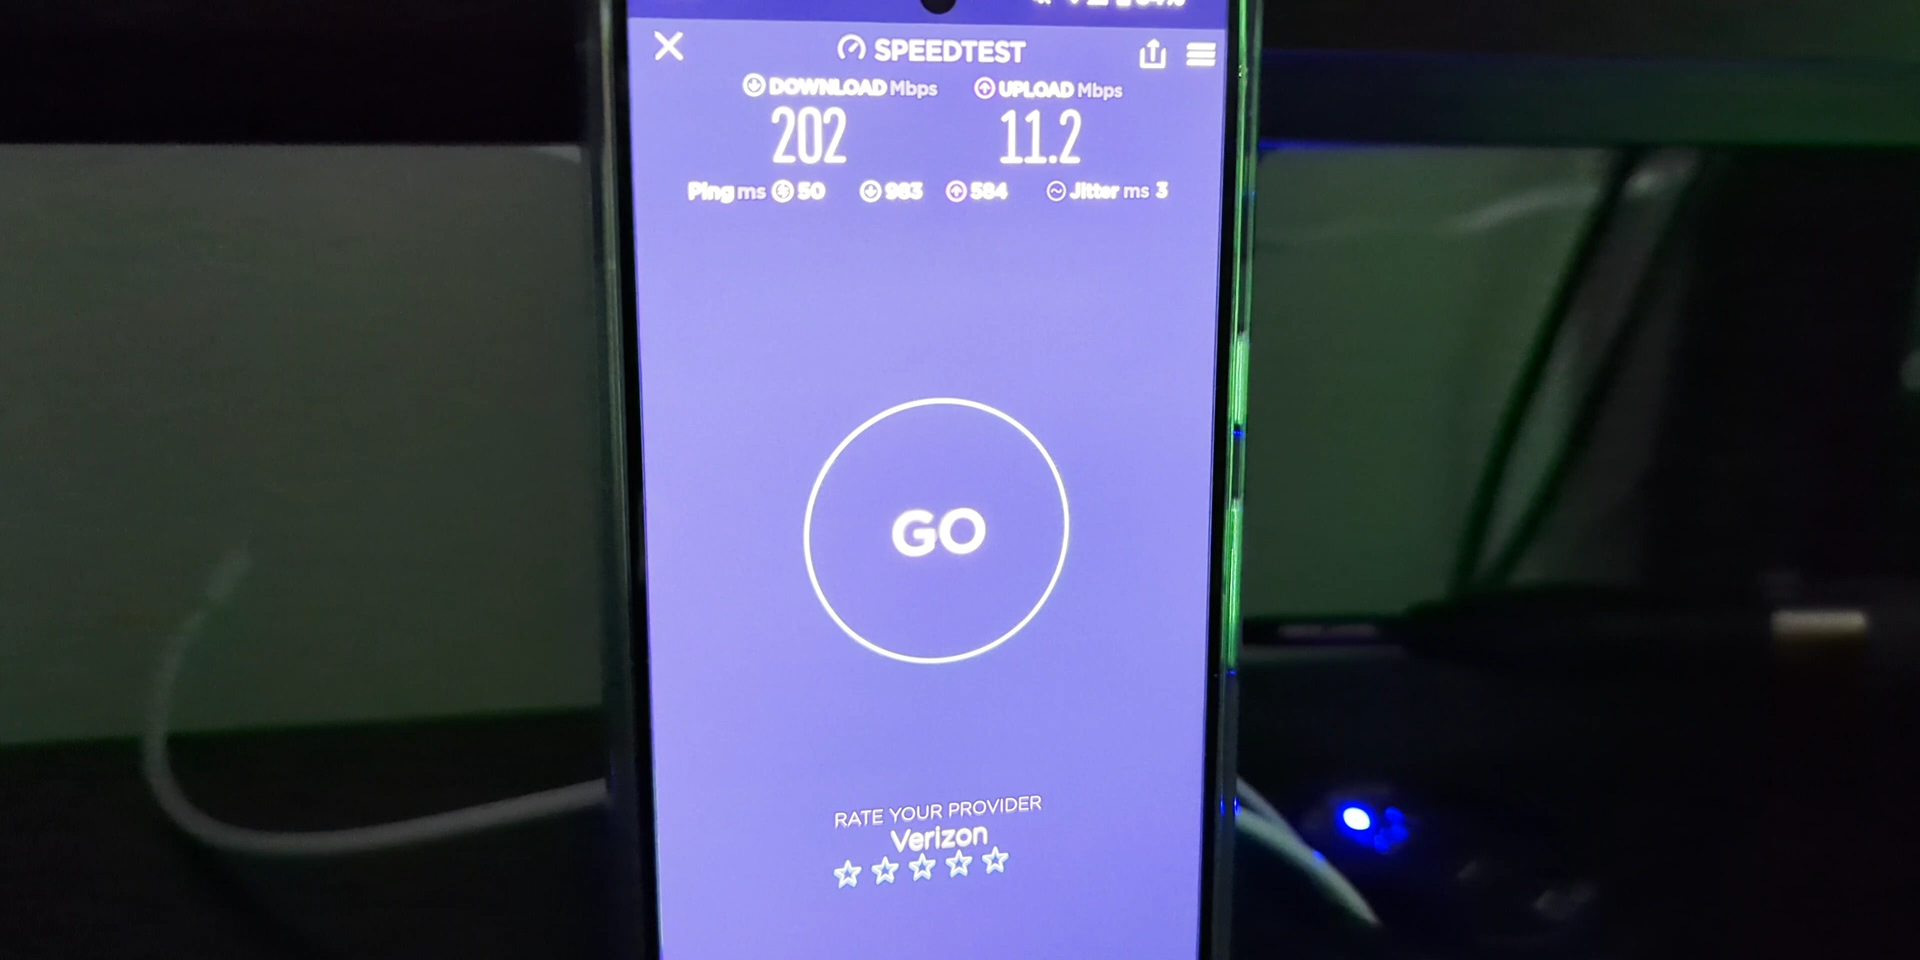 SPEEDTEST
DOWNLOAD Mbps UPLOAD Mbps
202 11.2
Ping ms 50 983 584 Jitter ms 3
GO
RATE YOUR PROVIDER
Verizon